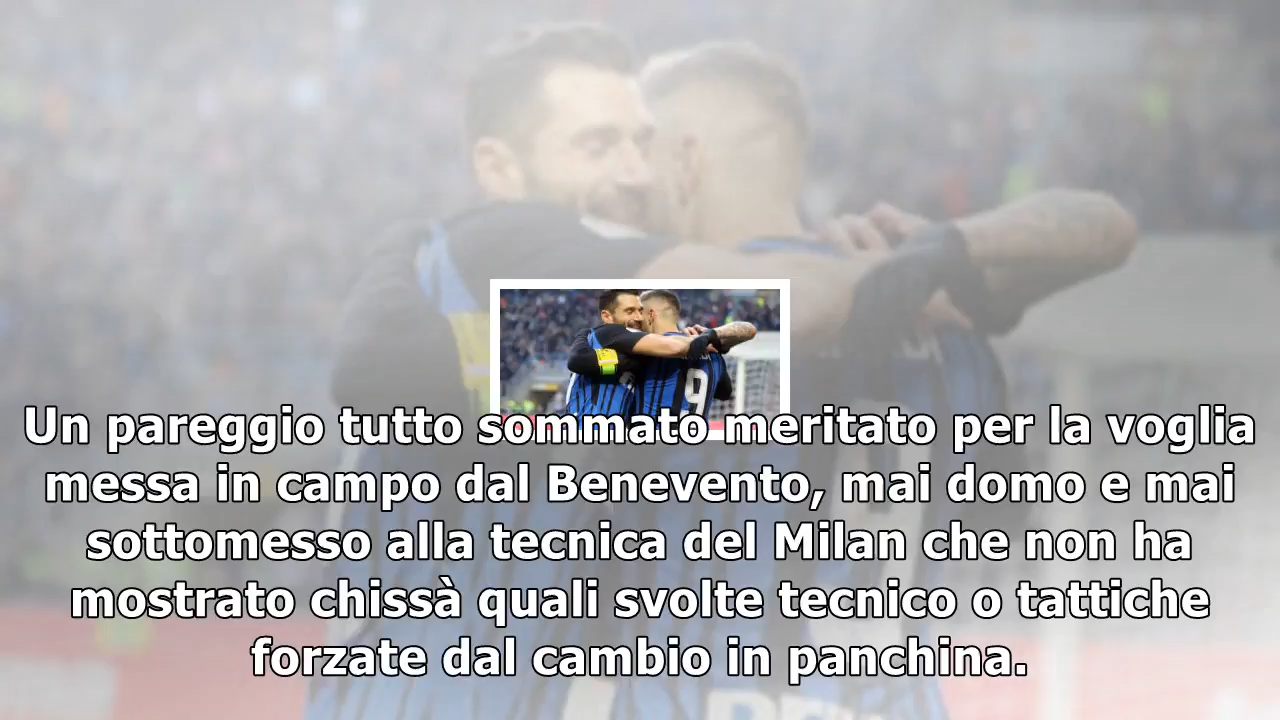 9
Un pareggio tutto sommato meritato per la voglia
messa in campo dal Benevento, mai domo e mai
sottomesso alla tecnica del Milan che non ha
mostrato chissà quali svolte tecnico o tattiche
forzate dal cambio in panchina.